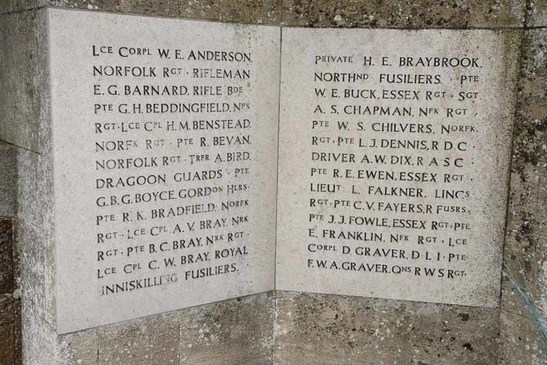 LCE CORPL W. E. ANDERSON,
NORFOLK RGT · RIFLEMAN
E. G. BARNARD, RIFLE BDE ·
PTE G. H. BEDDINGFIELD, NFK
RGT · LCE CPL H. M. BENSTEAD,
NORFK RGT · PTE R. BEVAN,
NORFOLK RGT · TRPR A. BIRD,
DRAGOON GUARDS · PTE
G. B. G. BOYCE, GORDON HLRS ·
PTE R. K. BRADFIELD, NORFK
RGT · LCE CPL A. V. BRAY, NRK
RGT · PTE B. C. BRAY, NRK RGT ·
LCE CPL C. W. BRAY, ROYAL
INNISKILLING FUSILIERS,
PRIVATE H. E. BRAYBROOK,
NORTHND FUSILIERS · PTE
W. E. BUCK, ESSEX RGT · SGT
A. S. CHAPMAN, NFK RGT ·
PTE W. S. CHILVERS, NORFK.
RGT · PTE L. J. DENNIS, R D C ·
DRIVER A. W. DIX, R A S C ·
PTE R. E. EWEN, ESSEX RGT ·
LIEUT L. FALKNER, LINCS
RGT · PTE C. V. FAYERS, R FUSRS ·
PTE J. J. FOWLE, ESSEX RGT · PTE
E. FRANKLIN, NFK RGT · LCE
CORPL D. GRAVER, D L I · PTE
F. W. A. GRAVER, QNS R W S RGT ·